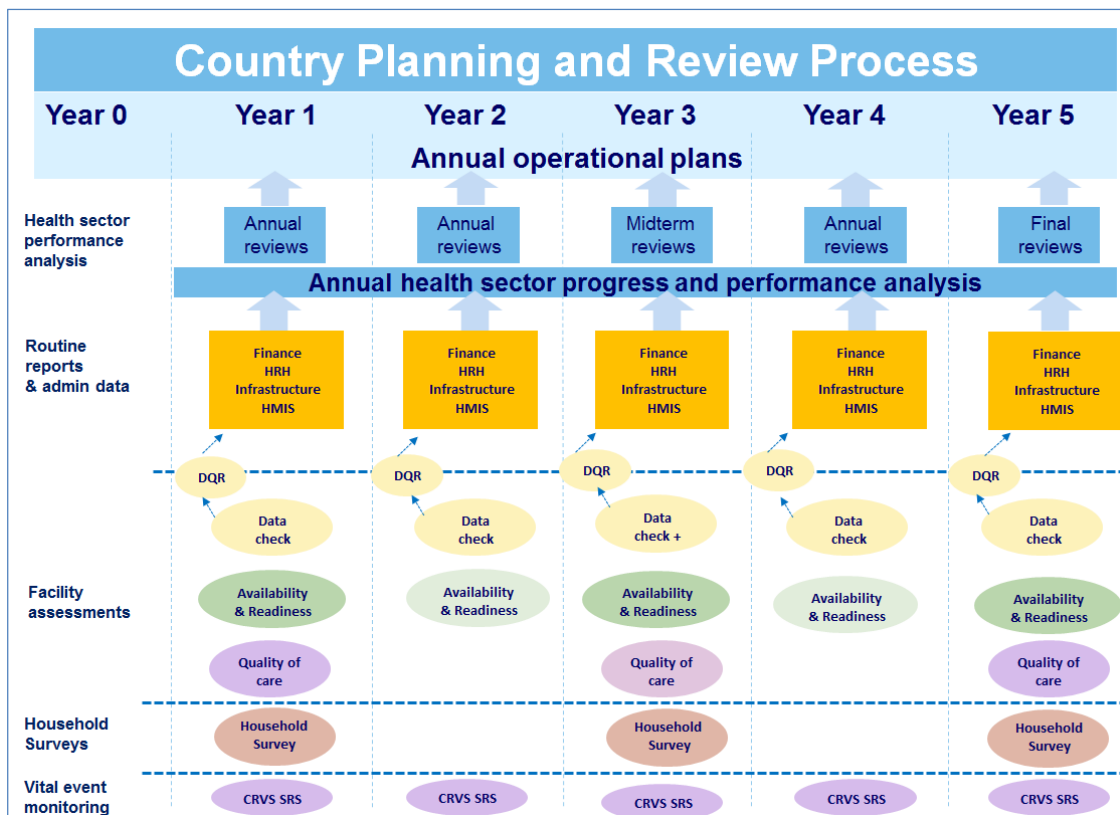 Country Planning and Review Process
Year 0 Year 1 Year 2 Year 3 Year 4 Year 5
Annual operational plans
Health sector
performance
analysis
Annual
reviews
Annual
reviews
Midterm
reviews
Annual
reviews
Final
reviews
Annual health sector progress and performance analysis
Routine
reports
& admin data
Finance
HRH
Infrastructure
HMIS
Finance
HRH
Infrastructure
HMIS
Finance
HRH
Infrastructure
HMIS
Finance
HRH
Infrastructure
HMIS
Finance
HRH
Infrastructure
HMIS
DQR
DQR
DQR
DQR
DQR
Data
check
Data
check
Data
check +
Data
check
Data
check
Facility
assessments
Availability
& Readiness
Availability
& Readiness
Availability
& Readiness
Availability
& Readiness
Availability
& Readiness
Quality of
care
Quality of
care
Quality of
care
Household
Surveys
Household
Survey
Household
Survey
Household
Survey
Vital event
monitoring
CRVS SRS
CRVS SRS
CRVS SRS
CRVS SRS
CRVS SRS